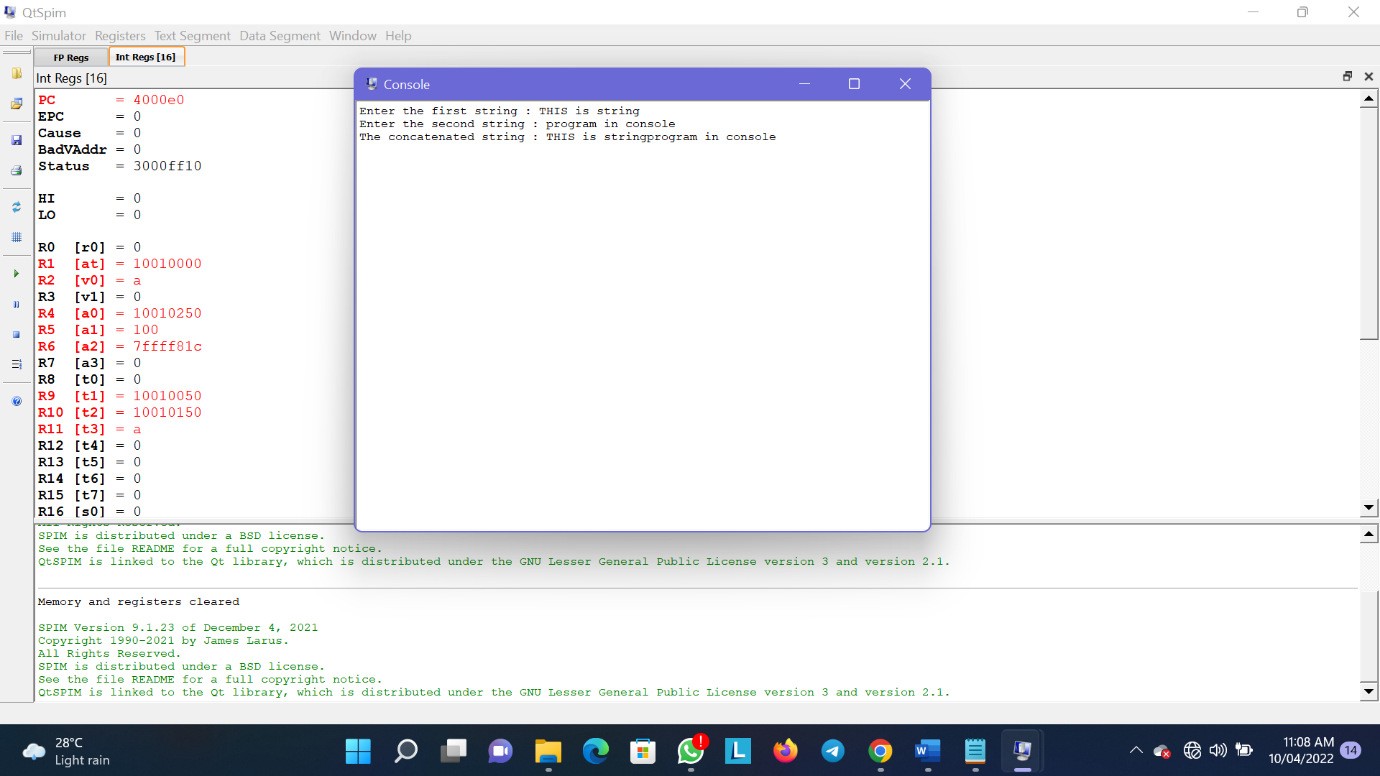 QtSpim
File Simulator Registers Text Segment Data Segment Window Help
FP Regs Int Regs [16]
Int Regs [16]
PC = 4000e0
EPC = 0
Cause = 0
BadVAddr = 0
Status = 3000ff10
HI = 0
LO = 0
R0 [r0] = 0
R1 [at] = 10010000
R2 [v0] = a
R3 [v1] = 0
R4 [a0] = 10010250
R5 [a1] = 100
R6 [a2] = 7ffff81c
R7 [a3] = 0
R8 [t0] = 0
R9 [t1] = 10010050
R10 [t2] = 10010150
R11 [t3] = a
R12 [t4] = 0
R13 [t5] = 0
R14 [t6] = 0
R15 [t7] = 0
R16 [s0] = 0
Console
Enter the first string : THIS is string
Enter the second string : program in console
The concatenated string : THIS is stringprogram in console
All Rights Reserved.
SPIM is distributed under a BSD license.
See the file README for a full copyright notice.
QtSPIM is linked to the Qt library, which is distributed under the GNU Lesser General Public License version 3 and version 2.1.
Memory and registers cleared
SPIM Version 9.1.23 of December 4, 2021
Copyright 1990-2021 by James Larus.
All Rights Reserved.
SPIM is distributed under a BSD license.
See the file README for a full copyright notice.
QtSPIM is linked to the Qt library, which is distributed under the GNU Lesser General Public License version 3 and version 2.1.
28°C
Light rain
L
W
11:08 AM
10/04/2022
14